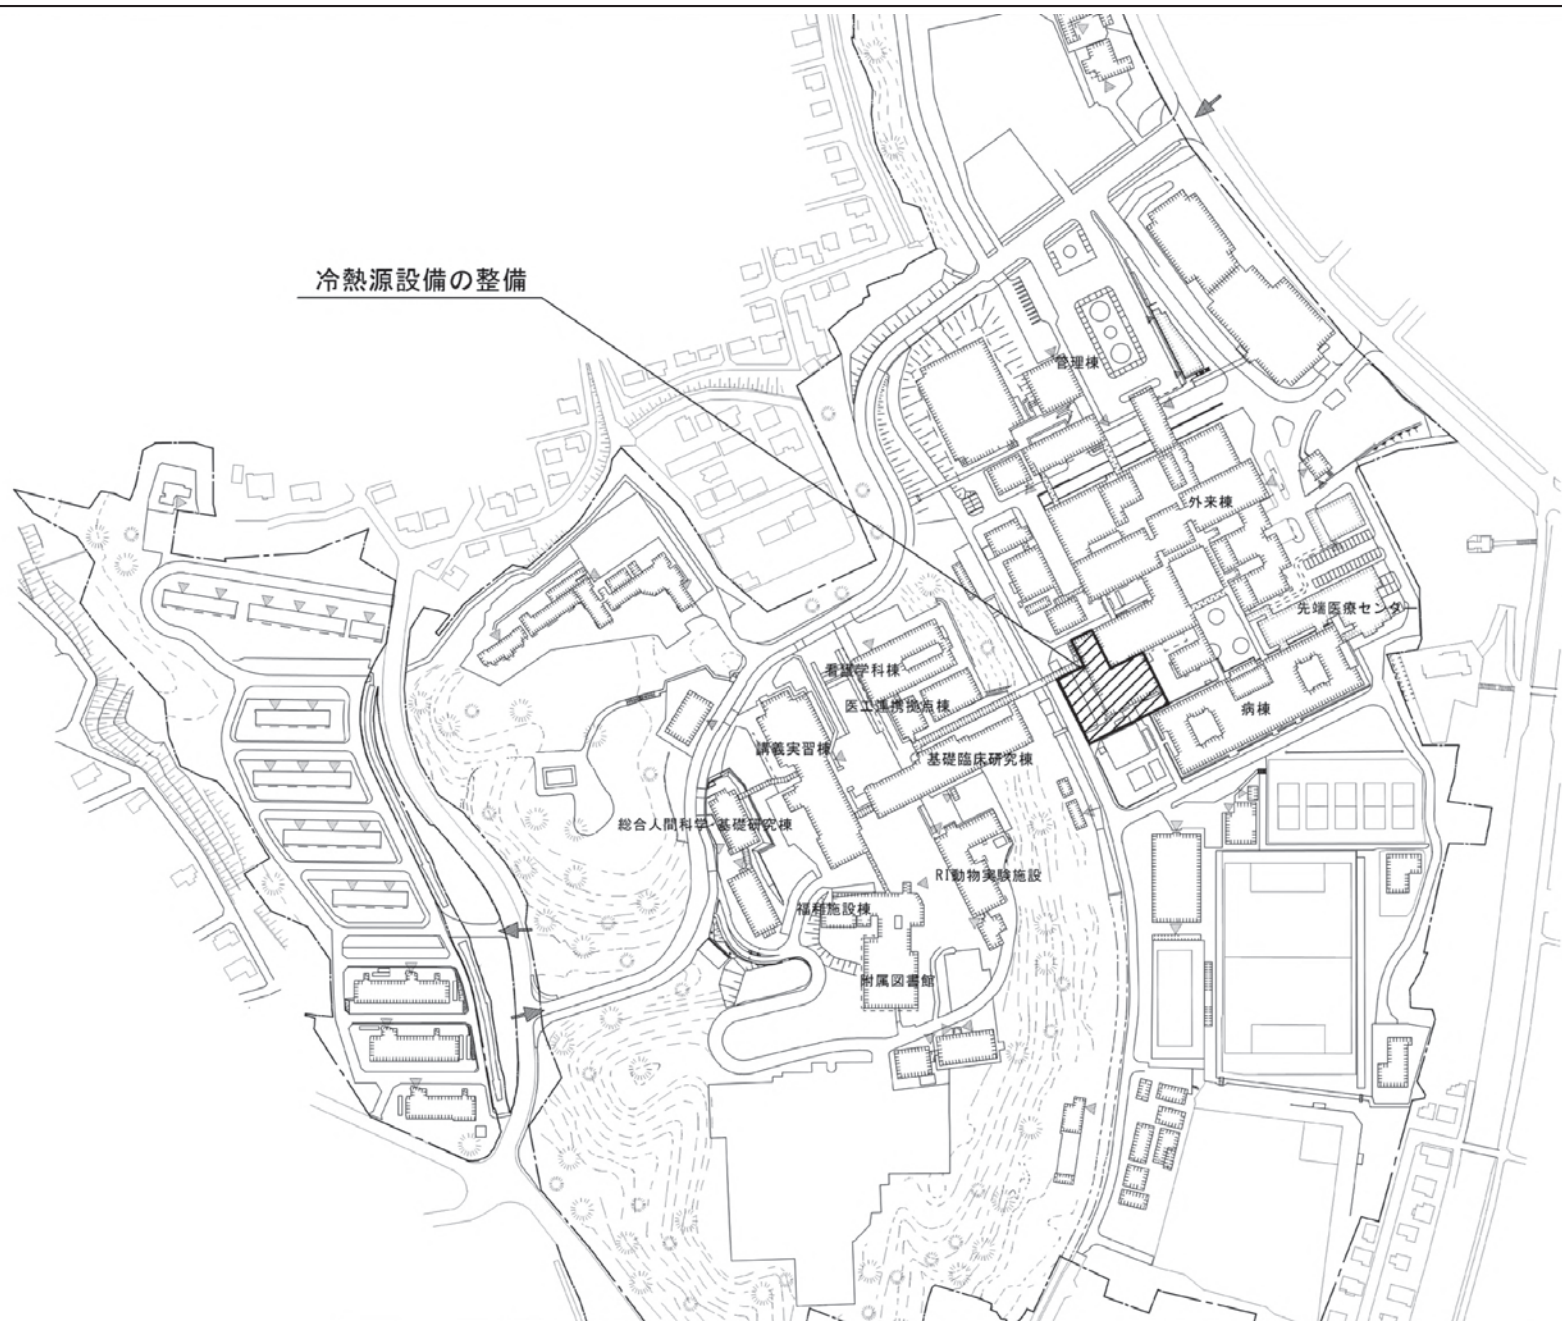 冷熱源設備の整備
管理棟
外来棟
先端医療センター
看護学科棟
医工連携拠点棟
病棟
講義実習棟
基礎臨床研究棟
総合人間科学・基礎研究棟
RI動物実験施設
福利施設棟
附属図書館